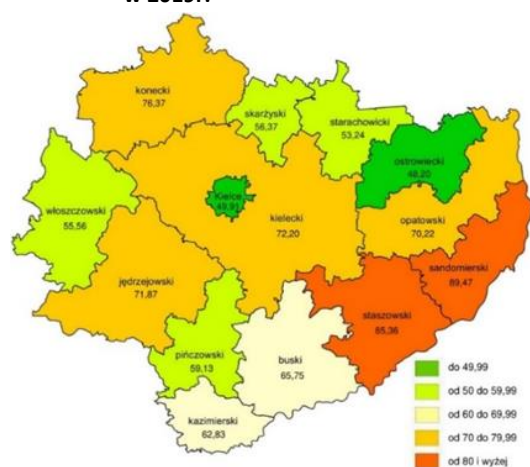 w 2019r.
konecki
76,37
skarżyski
56,37
starachowicki
53,24
ostrowiecki
48,20
Kielce
49,91
włoszczowski
55,56
kielecki
72,20
opatowski
70,22
sandomierski
89,47
jędrzejowski
71,87
staszowski
85,36
pińczowski
59,13
buski
65,75
kazimierski
62,83
do 49,99
od 50 do 59,99
od 60 do 69,99
od 70 do 79,99
od 80 i wyżej